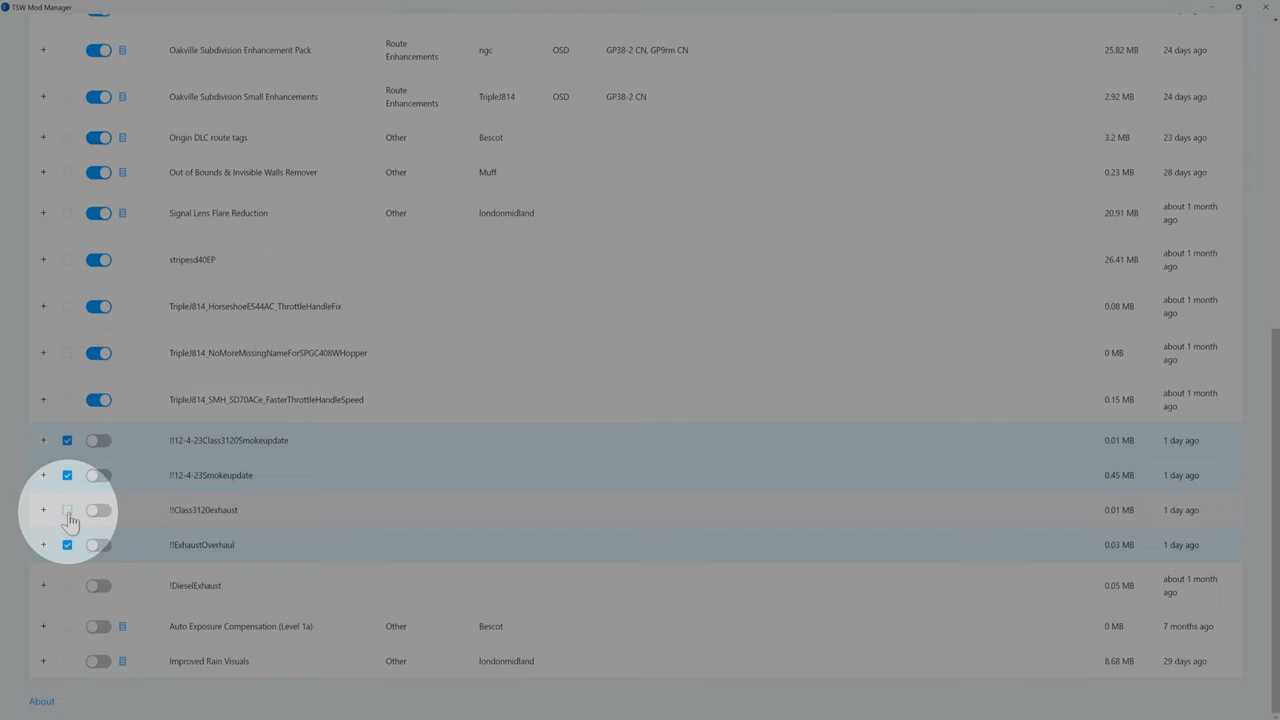 TSW Mod Manager
+ Oakville Subdivision Enhancement Pack Route Enhancements ngc OSD GP38-2 CN, GP9rm CN 25.82 MB 24 days ago
+ Oakville Subdivision Small Enhancements Route Enhancements TripleJ814 OSD GP38-2 CN 2.92 MB 24 days ago
+ Origin DLC route tags Other Bescot 3.2 MB 23 days ago
+ Out of Bounds & Invisible Walls Remover Other Muff 0.23 MB 28 days ago
+ Signal Lens Flare Reduction Other londonmidland 20.91 MB about 1 month ago
+ stripesd40EP 26.41 MB about 1 month ago
+ TripleJ814_HorseshoeES44AC_ThrottleHandleFix 0.08 MB about 1 month ago
+ TripleJ814_NoMoreMissingNameForSPGC408WHopper 0 MB about 1 month ago
+ TripleJ814_SMH_SD70ACe_FasterThrottleHandleSpeed 0.15 MB about 1 month ago
+ !!12-4-23Class3120Smokeupdate 0.01 MB 1 day ago
+ !!12-4-23Smokeupdate 0.45 MB 1 day ago
+ !!Class3120exhaust 0.01 MB 1 day ago
+ !!ExhaustOverhaul 0.03 MB 1 day ago
+ !DieselExhaust 0.05 MB about 1 month ago
+ Auto Exposure Compensation (Level 1a) Other Bescot 0 MB 7 months ago
+ Improved Rain Visuals Other londonmidland 8.68 MB 29 days ago
About